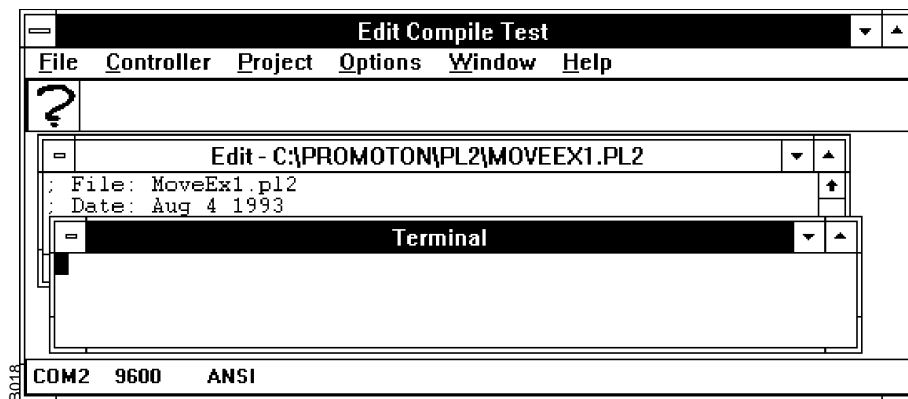 Edit Compile Test
File Controller Project Options Window Help
?
Edit - C:\PROMOTON\PL2\MOVEEX1.PL2
; File: MoveEx1.pl2
; Date: Aug 4 1993
Terminal
COM2 9600 ANSI